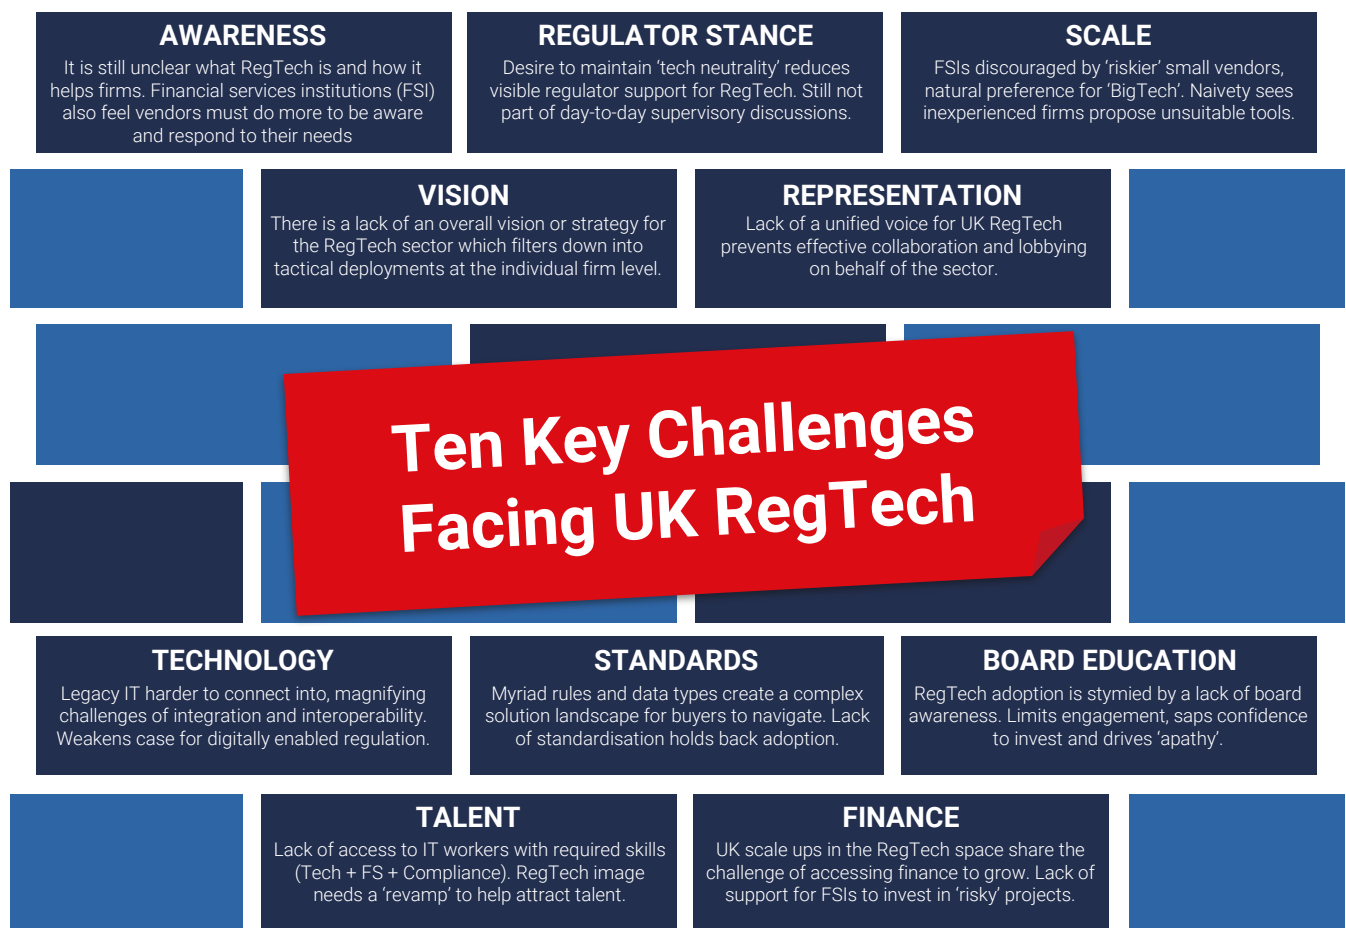 AWARENESS
It is still unclear what RegTech is and how it
helps firms. Financial services institutions (FSI)
also feel vendors must do more to be aware
and respond to their needs
REGULATOR STANCE
Desire to maintain ‘tech neutrality’ reduces
visible regulator support for RegTech. Still not
part of day-to-day supervisory discussions.
SCALE
FSIs discouraged by ‘riskier’ small vendors,
natural preference for ‘BigTech’. Naivety sees
inexperienced firms propose unsuitable tools.
VISION
There is a lack of an overall vision or strategy for
the RegTech sector which filters down into
tactical deployments at the individual firm level.
REPRESENTATION
Lack of a unified voice for UK RegTech
prevents effective collaboration and lobbying
on behalf of the sector.
Ten Key Challenges
Facing UK RegTech
TECHNOLOGY
Legacy IT harder to connect into, magnifying
challenges of integration and interoperability.
Weakens case for digitally enabled regulation.
STANDARDS
Myriad rules and data types create a complex
solution landscape for buyers to navigate. Lack
of standardisation holds back adoption.
BOARD EDUCATION
RegTech adoption is stymied by a lack of board
awareness. Limits engagement, saps confidence
to invest and drives ‘apathy’.
TALENT
Lack of access to IT workers with required skills
(Tech + FS + Compliance). RegTech image
needs a ‘revamp’ to help attract talent.
FINANCE
UK scale ups in the RegTech space share the
challenge of accessing finance to grow. Lack of
support for FSIs to invest in ‘risky’ projects.